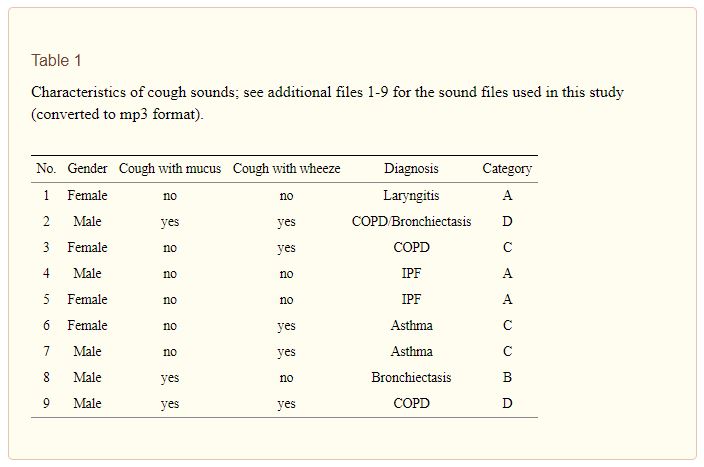 Table 1
Characteristics of cough sounds; see additional files 1-9 for the sound files used in this study
(converted to mp3 format).
No. Gender Cough with mucus Cough with wheeze Diagnosis Category
1 Female no no Laryngitis A
2 Male yes yes COPD/Bronchiectasis D
3 Female no yes COPD C
4 Male no no IPF A
5 Female no no IPF A
6 Female no yes Asthma C
7 Male no yes Asthma C
8 Male yes no Bronchiectasis B
9 Male yes yes COPD D